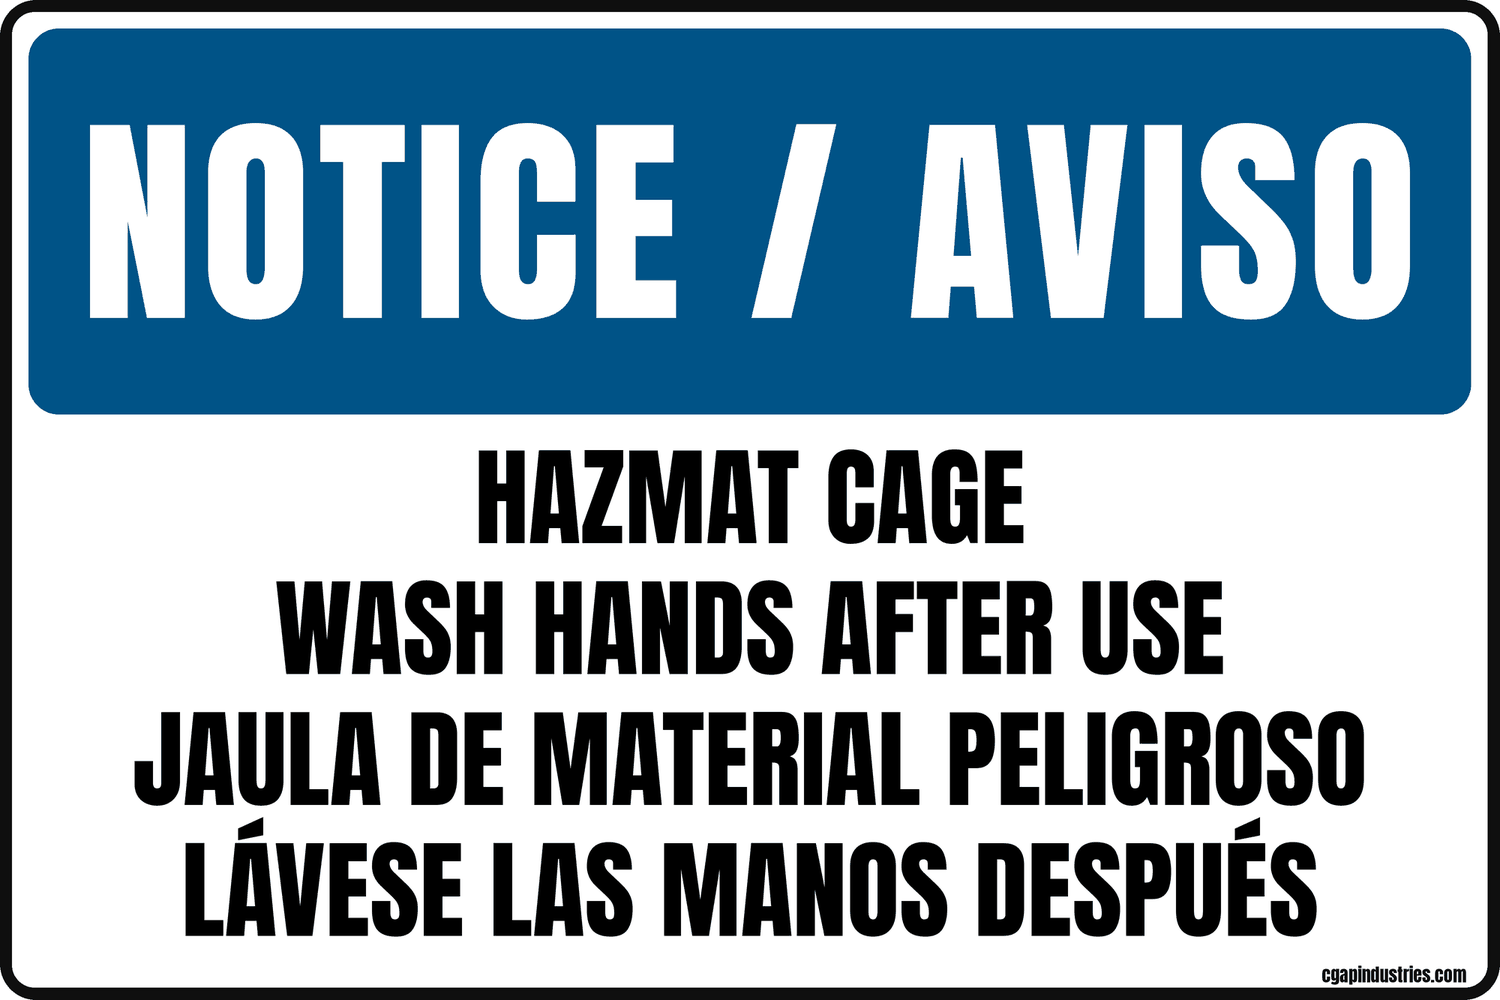 NOTICE / AVISO
HAZMAT CAGE
WASH HANDS AFTER USE
JAULA DE MATERIAL PELIGROSO
LÁVESE LAS MANOS DESPUÉS
cgapindustries.com